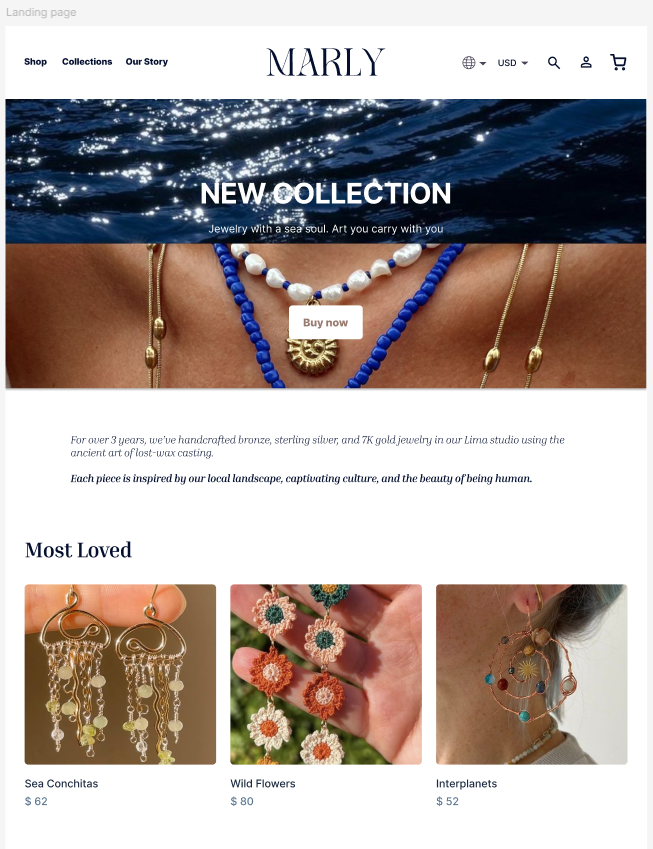 Landing page
Shop Collections Our Story MARLY USD
NEW COLLECTION
Jewelry with a sea soul. Art you carry with you
Buy now
For over 3 years, we've handcrafted bronze, sterling silver, and 7K gold jewelry in our Lima studio using the
ancient art of lost-wax casting.
Each piece is inspired by our local landscape, captivating culture, and the beauty of being human.
Most Loved
Sea Conchitas Wild Flowers Interplanets
$ 62 $ 80 $ 52